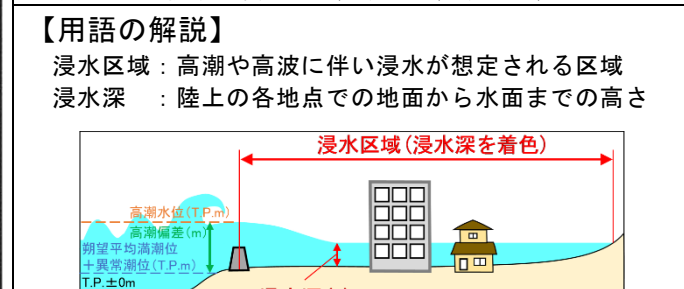 【用語の解説】
浸水区域：高潮や高波に伴い浸水が想定される区域
浸水深　：陸上の各地点での地面から水面までの高さ
浸水区域(浸水深を着色)
高潮水位(T.P.m)
高潮偏差(m)
朔望平均満潮位
＋異常潮位(T.P.m)
T.P.±0m